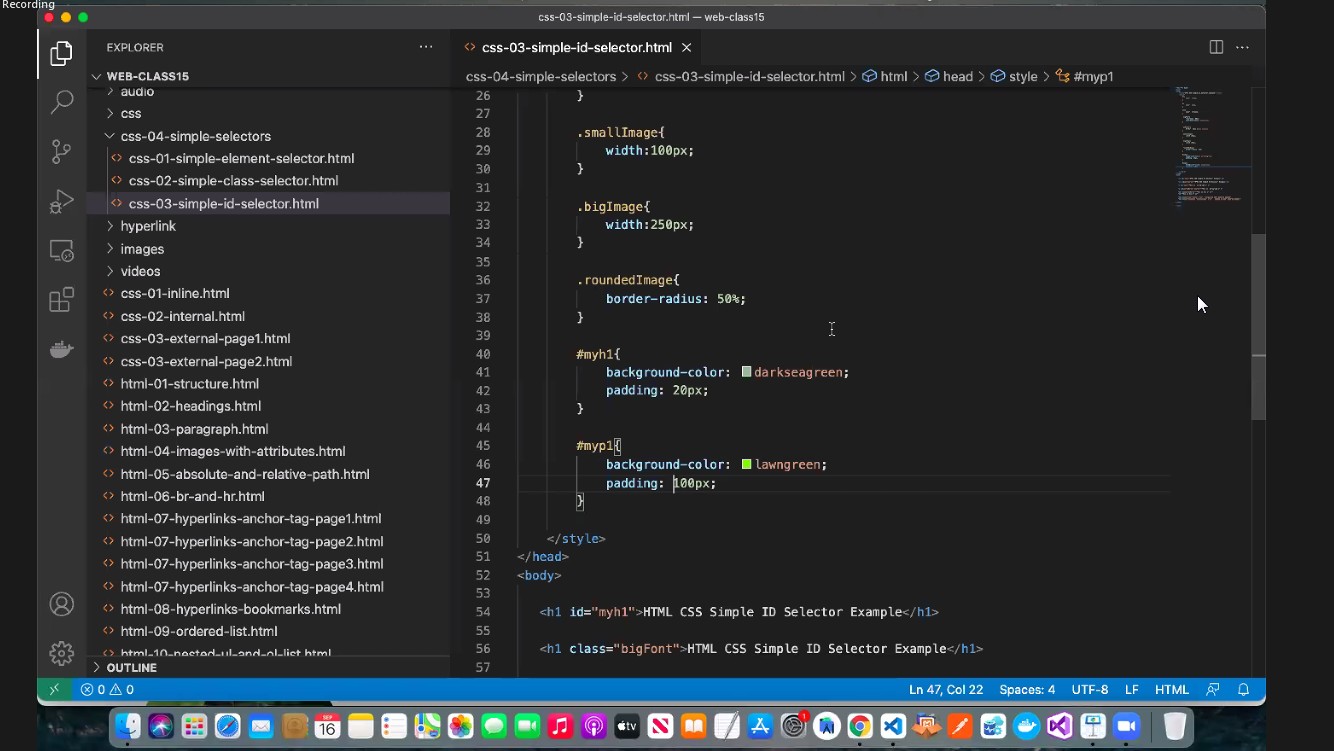 Recording
css-03-simple-id-selector.html — web-class15
EXPLORER
WEB-CLASS15
audio
css
css-04-simple-selectors
css-01-simple-element-selector.html
css-02-simple-class-selector.html
css-03-simple-id-selector.html
hyperlink
images
videos
css-01-inline.html
css-02-internal.html
css-03-external-page1.html
css-03-external-page2.html
html-01-structure.html
html-02-headings.html
html-03-paragraph.html
html-04-images-with-attributes.html
html-05-absolute-and-relative-path.html
html-06-br-and-hr.html
html-07-hyperlinks-anchor-tag-page1.html
html-07-hyperlinks-anchor-tag-page2.html
html-07-hyperlinks-anchor-tag-page3.html
html-07-hyperlinks-anchor-tag-page4.html
html-08-hyperlinks-bookmarks.html
html-09-ordered-list.html
html-10-nested-ul-and-ol-list.html
OUTLINE
css-03-simple-id-selector.html
css-04-simple-selectors > css-03-simple-id-selector.html > html > head > style > #myp1
26 }
27
28 .smallImage{
29 width:100px;
30 }
31
32 .bigImage{
33 width:250px;
34 }
35
36 .roundedImage{
37 border-radius: 50%;
38 }
39
40 #myh1{
41 background-color: darkseagreen;
42 padding: 20px;
43 }
44
45 #myp1{
46 background-color: lawngreen;
47 padding: 100px;
48 }
49
50 </style>
51 </head>
52 <body>
53
54 <h1 id="myh1">HTML CSS Simple ID Selector Example</h1>
55
56 <h1 class="bigFont">HTML CSS Simple ID Selector Example</h1>
57
0 0
Ln 47, Col 22 Spaces: 4 UTF-8 LF HTML
SEP
16
tv
1